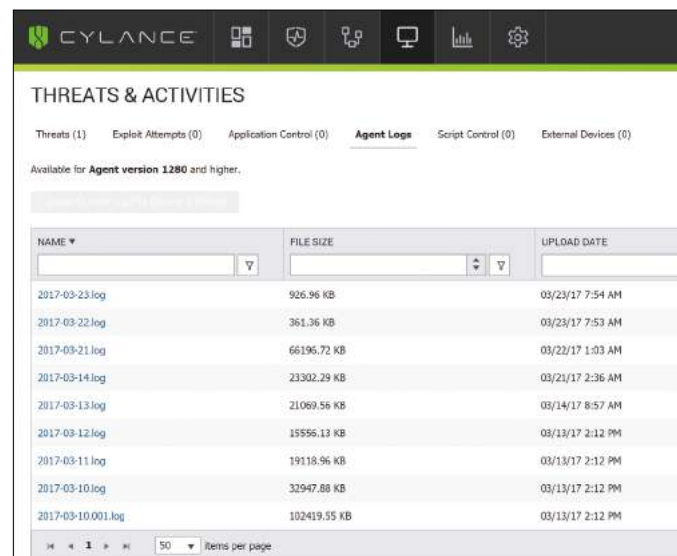 CYLANCE
THREATS & ACTIVITIES
Threats (1) Exploit Attempts (0) Application Control (0) Agent Logs Script Control (0) External Devices (0)
Available for Agent version 1280 and higher.
NAME ▼ FILE SIZE UPLOAD DATE
2017-03-23.log 926.96 KB 03/23/17 7:54 AM
2017-03-22.log 361.36 KB 03/23/17 7:53 AM
2017-03-21.log 66196.72 KB 03/22/17 1:03 AM
2017-03-14.log 23302.29 KB 03/21/17 2:36 AM
2017-03-13.log 21069.56 KB 03/14/17 8:57 AM
2017-03-12.log 15556.13 KB 03/13/17 2:12 PM
2017-03-11.log 19118.96 KB 03/13/17 2:12 PM
2017-03-10.log 32947.88 KB 03/13/17 2:12 PM
2017-03-10.001.log 102419.55 KB 03/13/17 2:12 PM
1 50 items per page